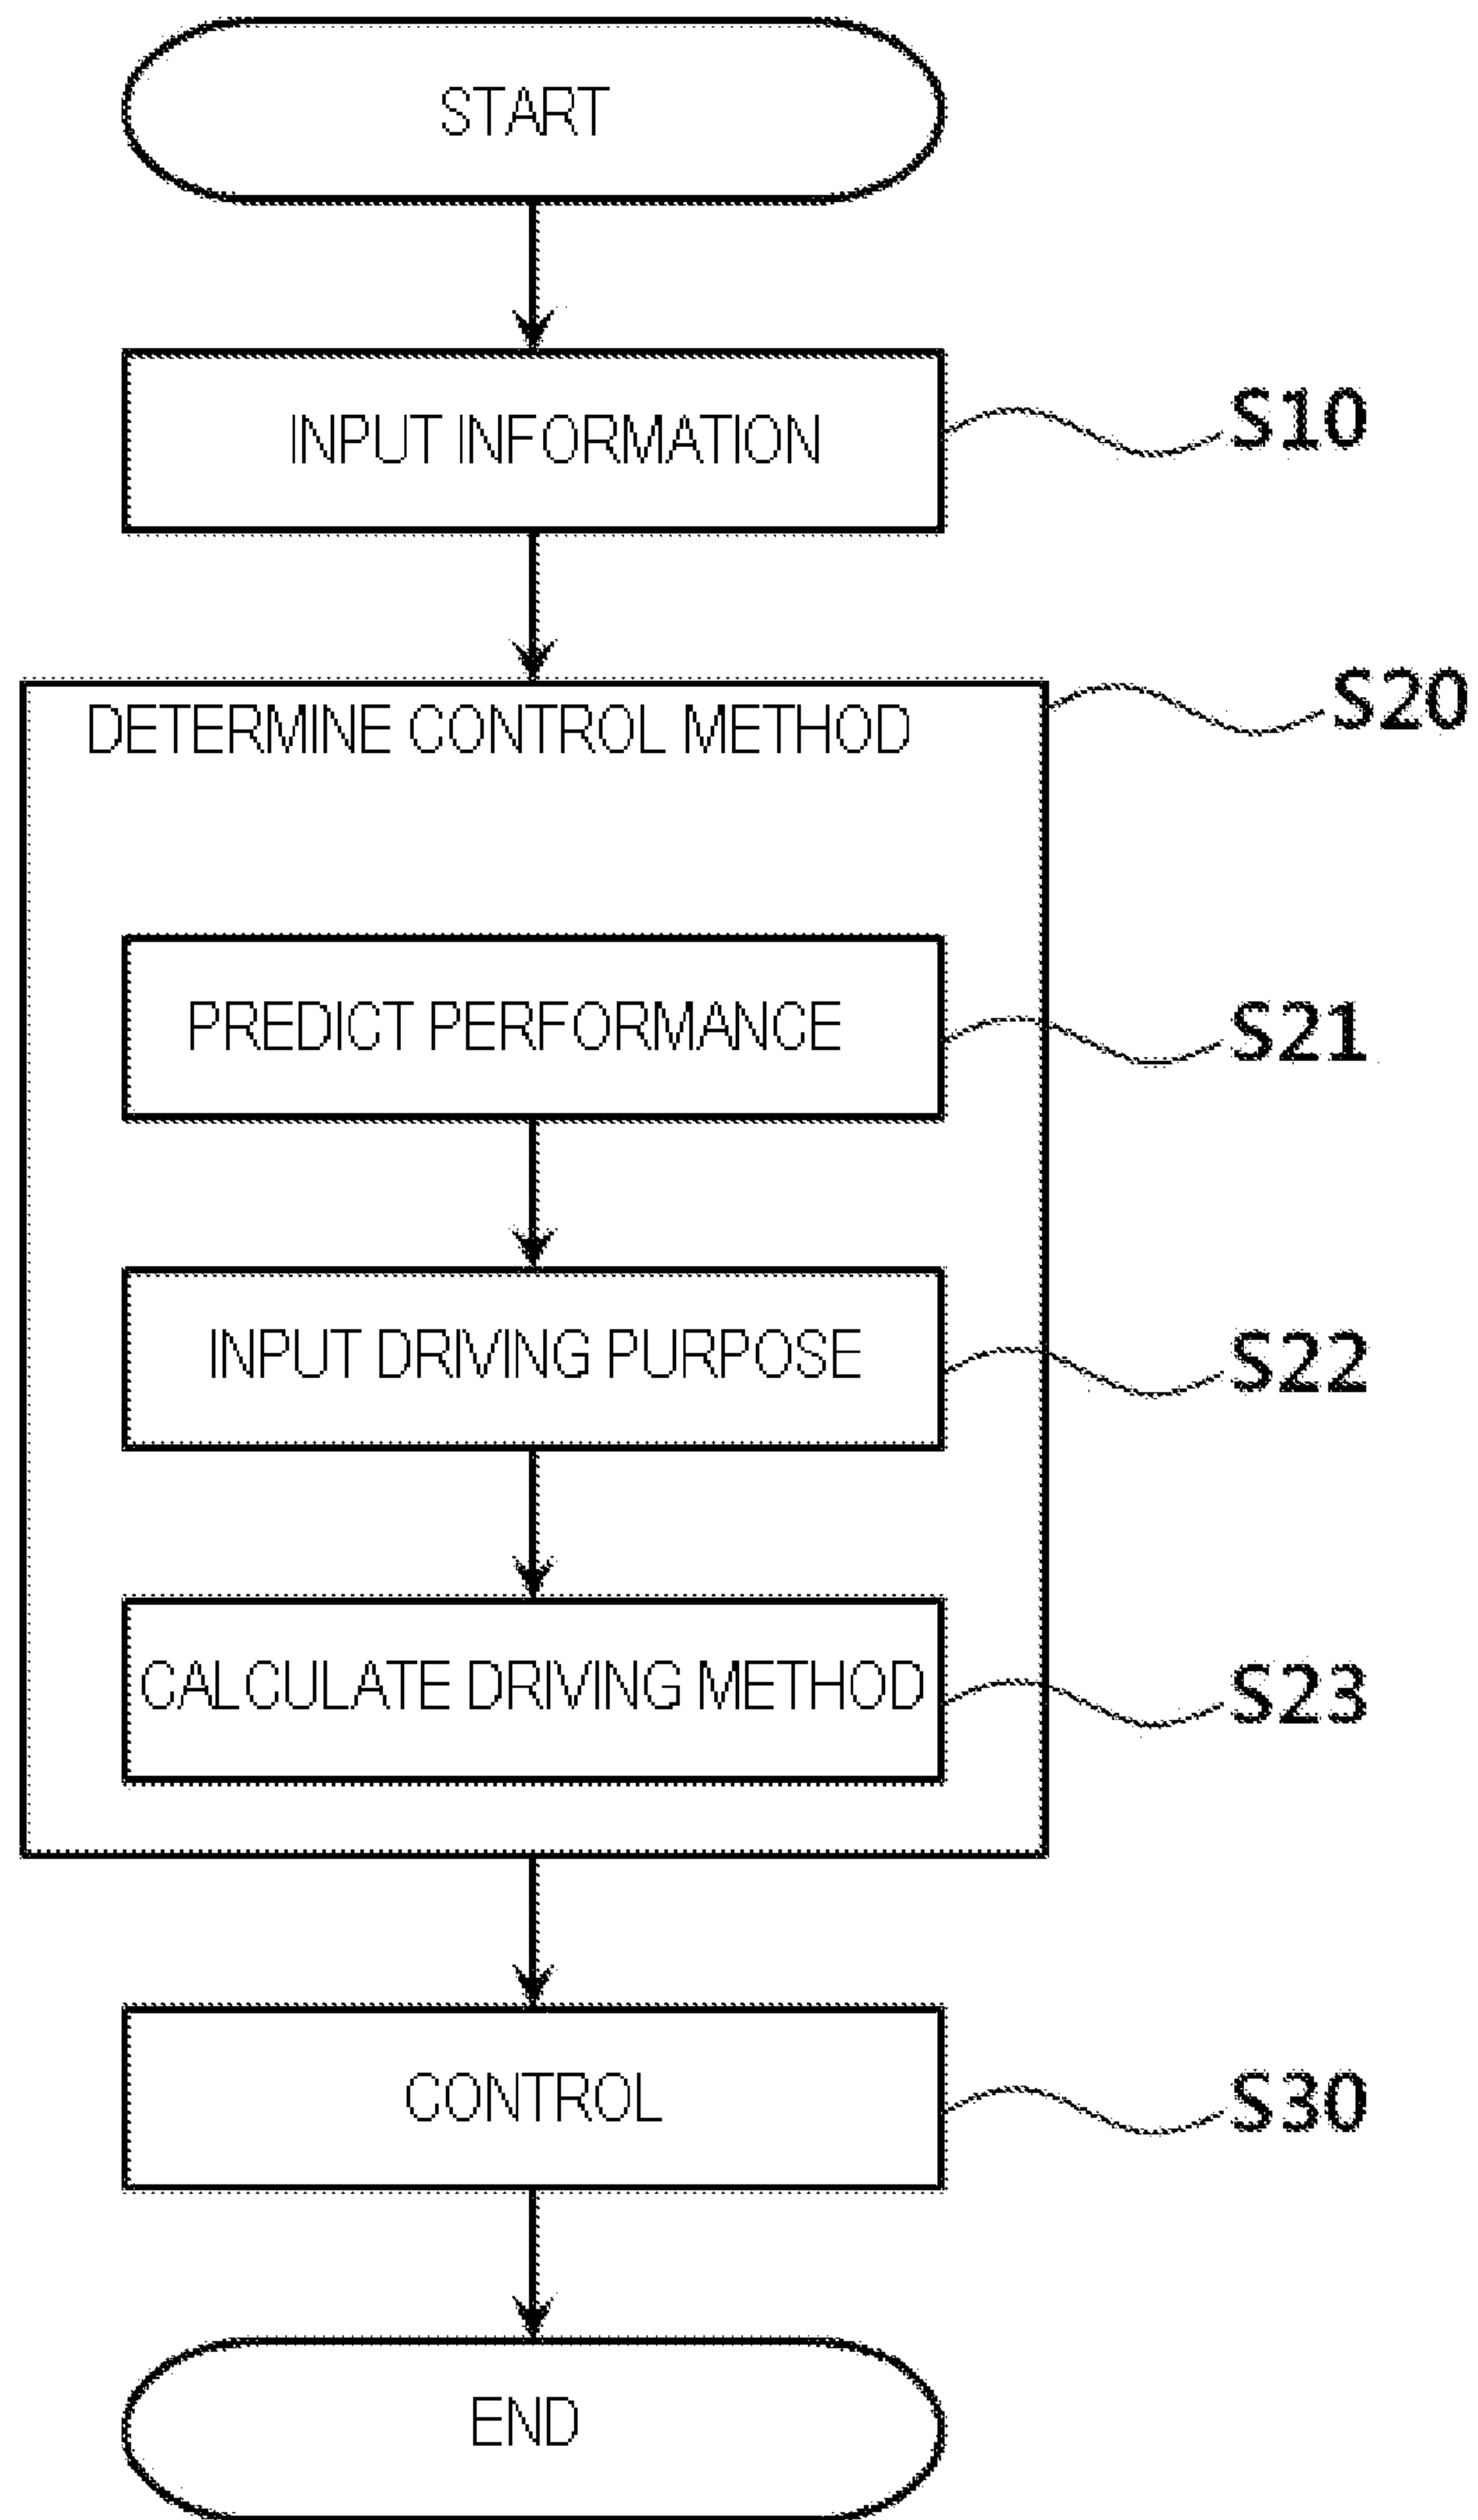 START
INPUT INFORMATION
S10
DETERMINE CONTROL METHOD
S20
PREDICT PERFORMANCE
S21
INPUT DRIVING PURPOSE
S22
CALCULATE DRIVING METHOD
S23
CONTROL
S30
END